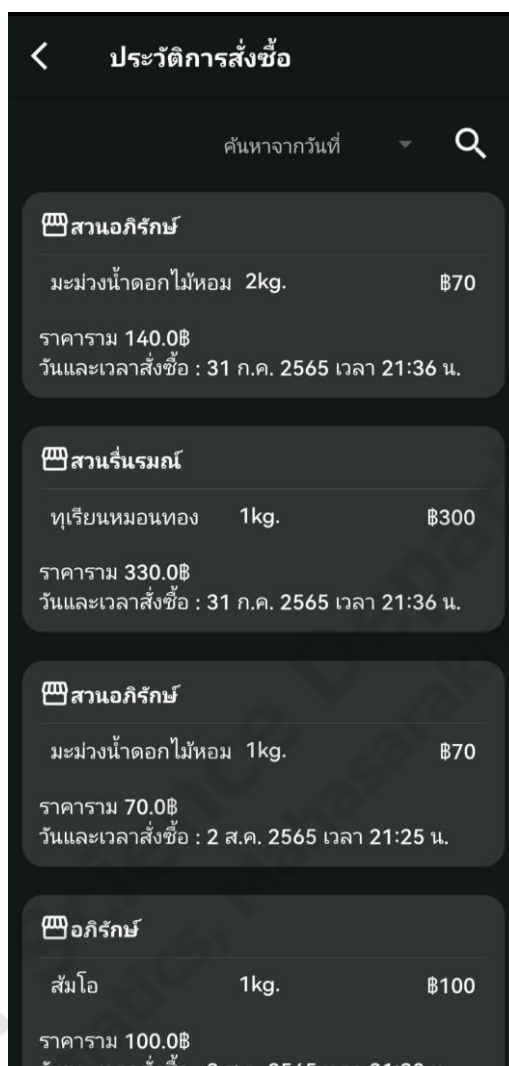 ประวัติการสั่งซื้อ
ค้นหาจากวันที่
สวนอภิรักษ์
มะม่วงน้ำดอกไม้หอม 2kg. ฿70
ราคาราม 140.0฿
วันและเวลาสั่งซื้อ : 31 ก.ค. 2565 เวลา 21:36 น.
สวนรื่นรมณ์
ทุเรียนหมอนทอง 1kg. ฿300
ราคาราม 330.0฿
วันและเวลาสั่งซื้อ : 31 ก.ค. 2565 เวลา 21:36 น.
สวนอภิรักษ์
มะม่วงน้ำดอกไม้หอม 1kg. ฿70
ราคาราม 70.0฿
วันและเวลาสั่งซื้อ : 2 ส.ค. 2565 เวลา 21:25 น.
อภิรักษ์
ส้มโอ 1kg. ฿100
ราคาราม 100.0฿